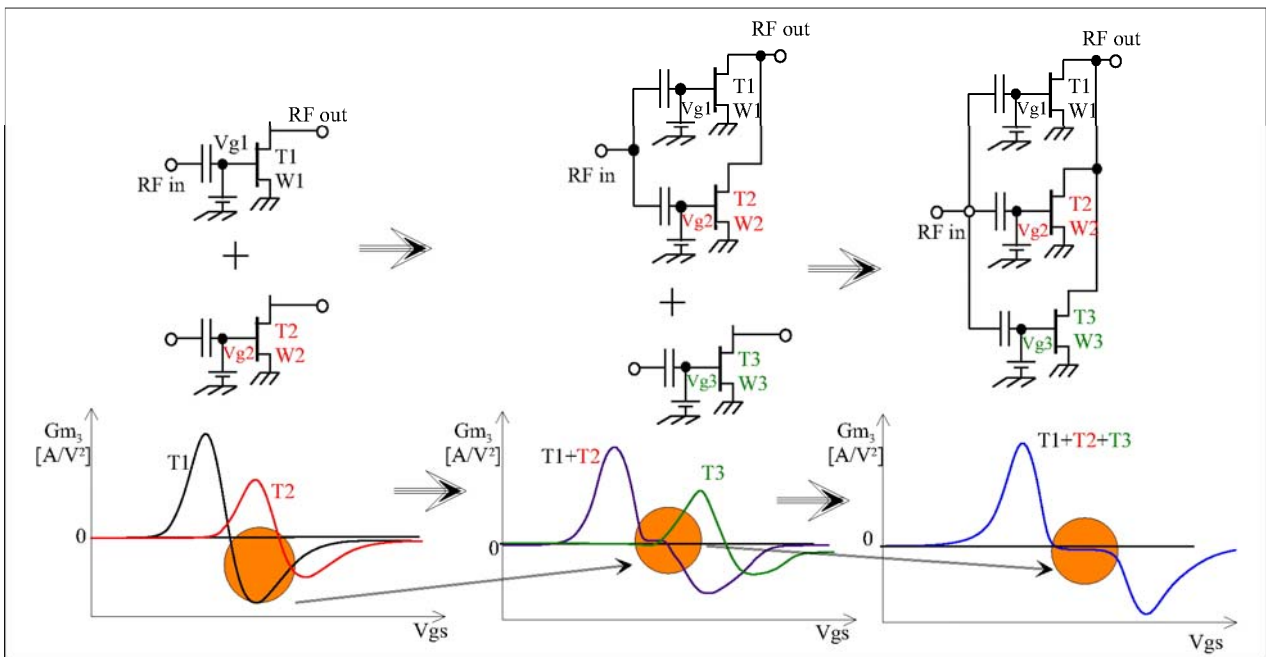 RF out
Vg1
T1
RF in
W1
+
T2
Vg2
W2
RF out
T1
Vg1
W1
RF in
T2
Vg2
W2
+
T3
Vg3
W3
RF out
T1
Vg1
W1
T2
RF in
Vg2
W2
T3
Vg3
W3
Gm₃
[A/V²]
T1
T2
0
Vgs
Gm₃
[A/V²]
T1+T2
T3
0
Vgs
Gm₃
[A/V²]
T1+T2+T3
0
Vgs